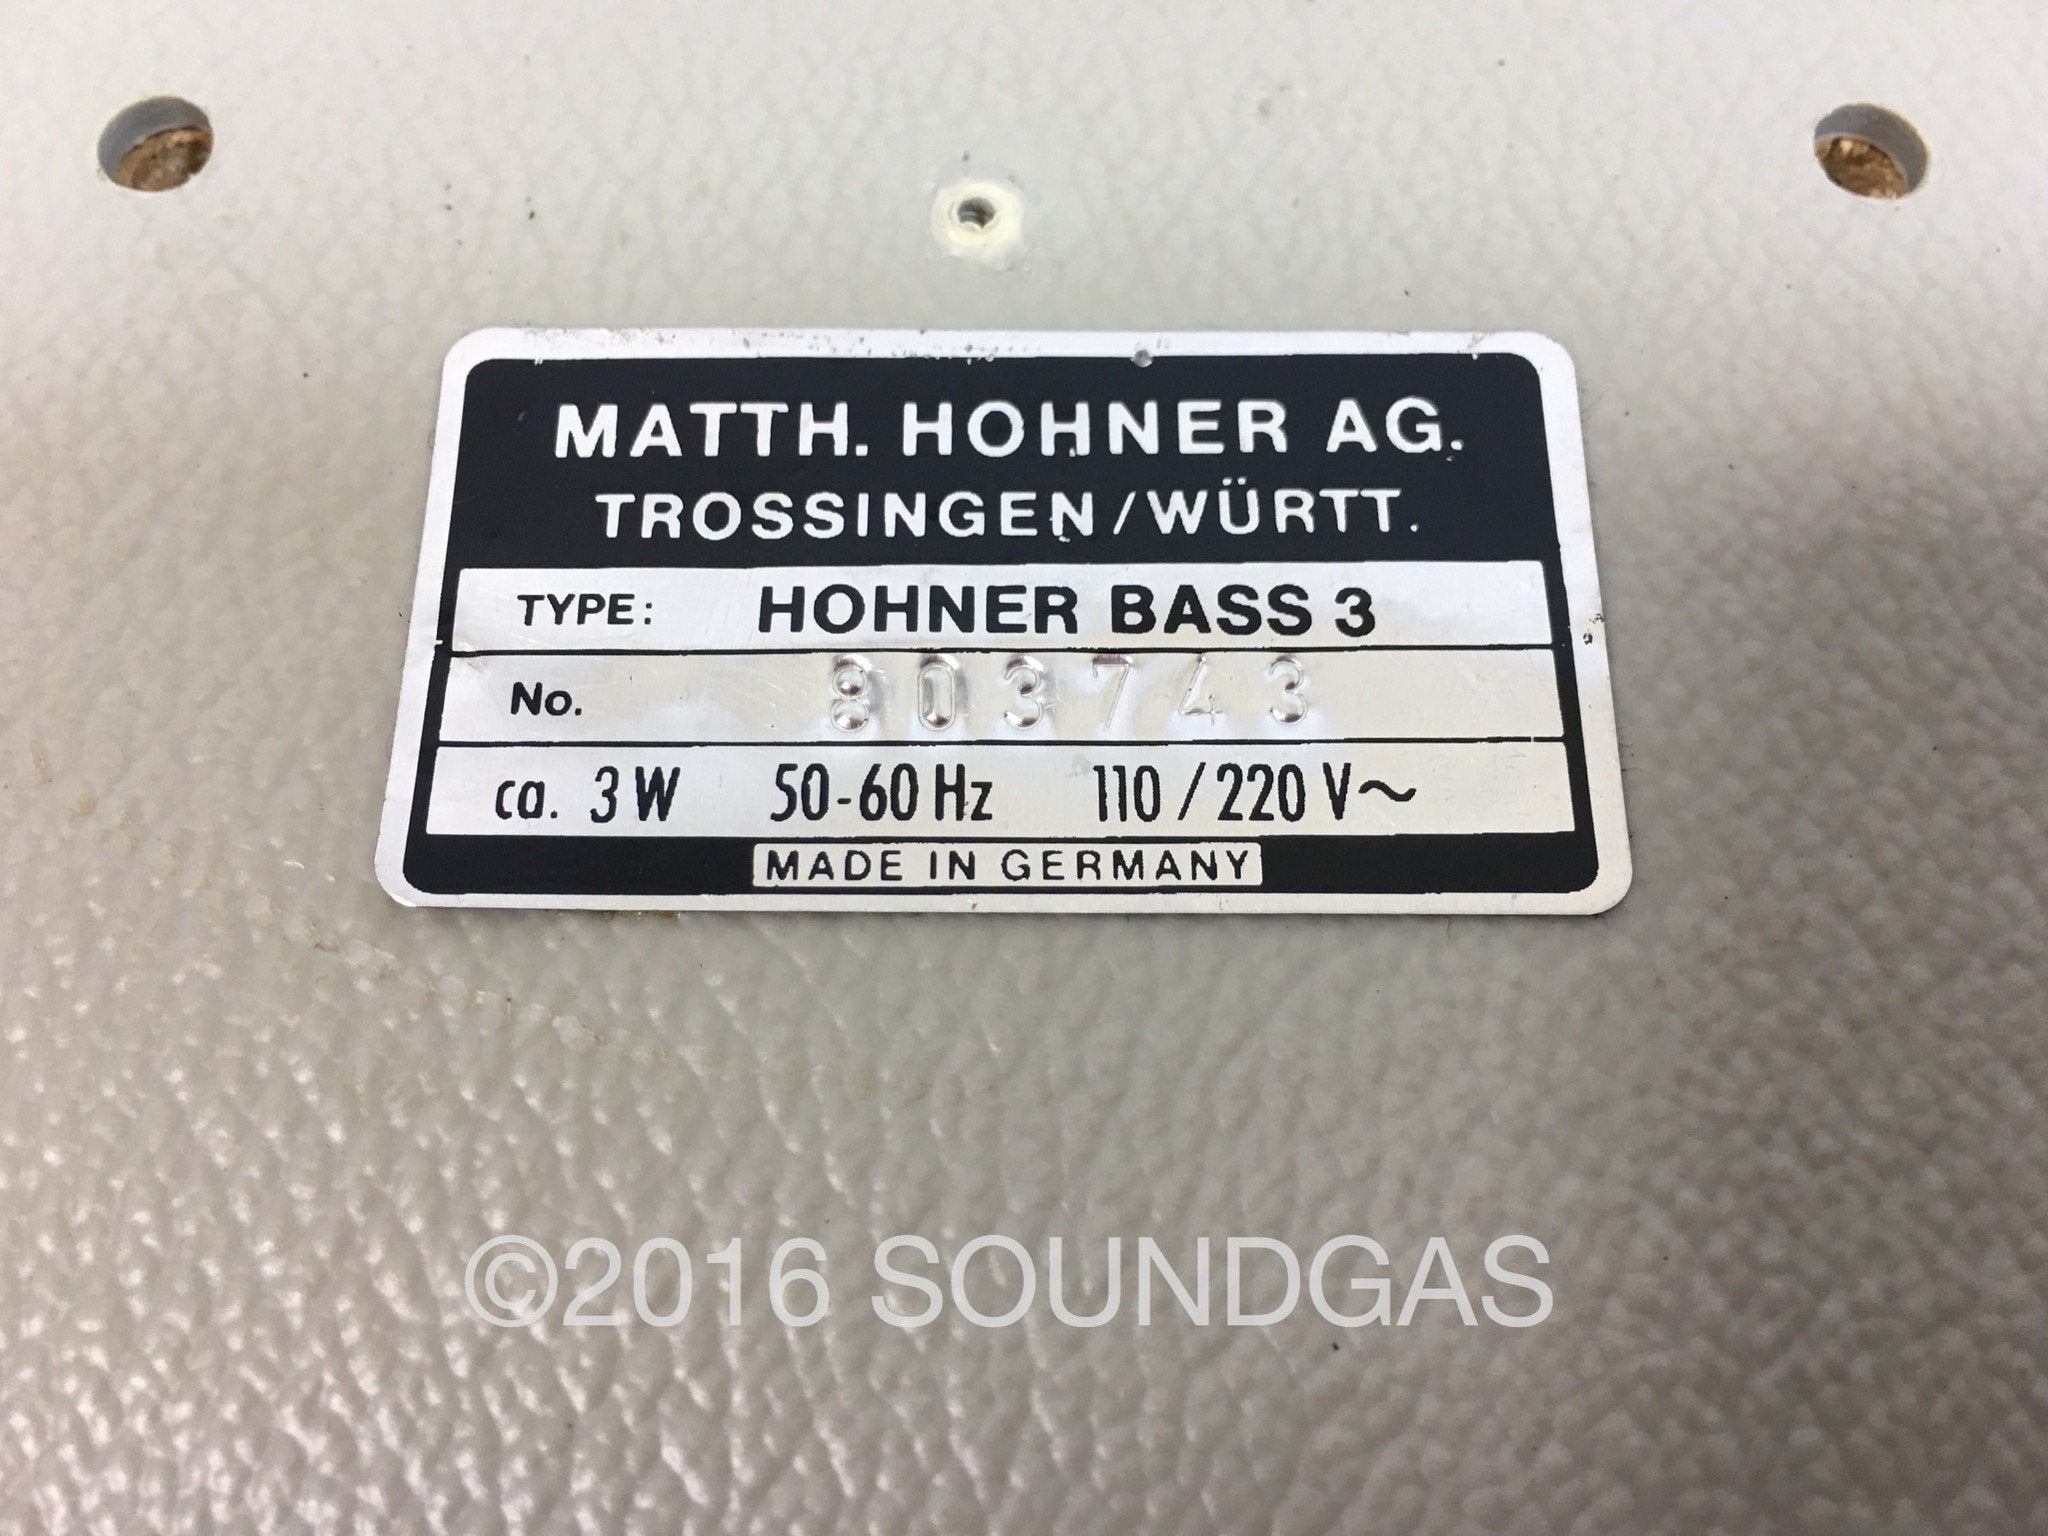 MATTH. HOHNER AG.
TROSSINGEN/WÜRTT.
TYPE: HOHNER BASS 3
No. 803743
ca. 3W 50-60 Hz 110/220 V~
MADE IN GERMANY
©2016 SOUNDGAS